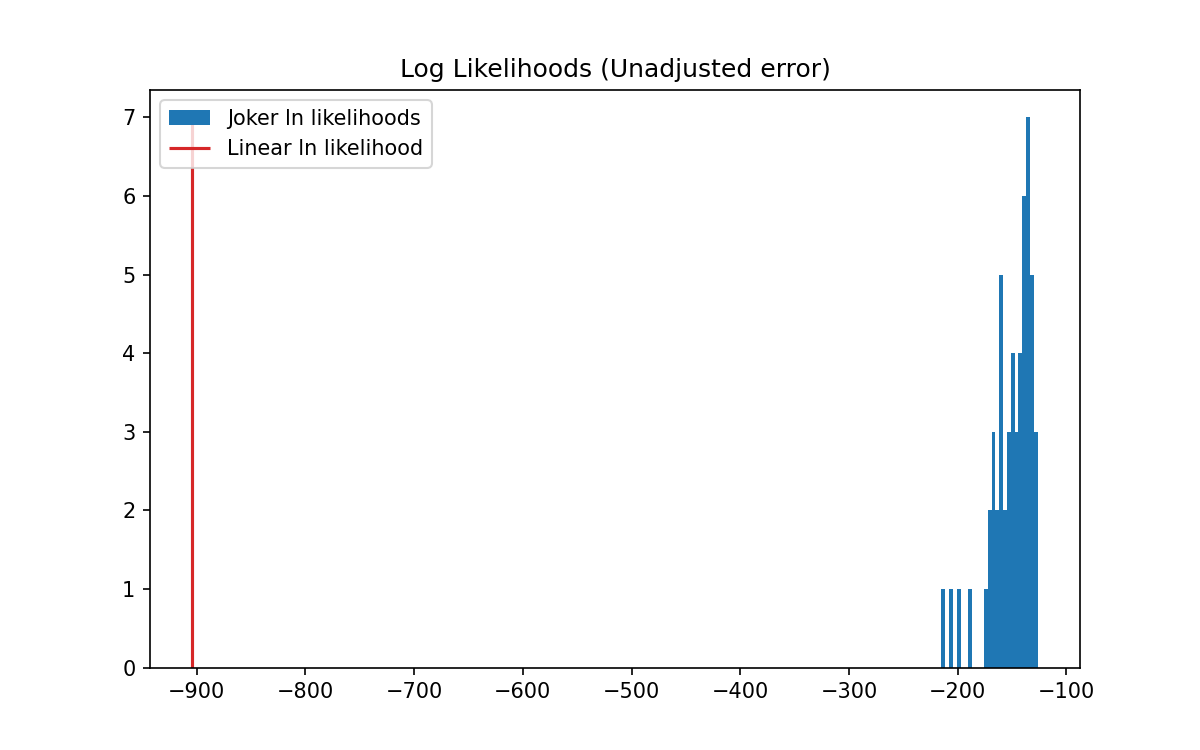 Log Likelihoods (Unadjusted error)
Joker ln likelihoods
Linear ln likelihood
7
6
5
4
3
2
1
0
−900 −800 −700 −600 −500 −400 −300 −200 −100